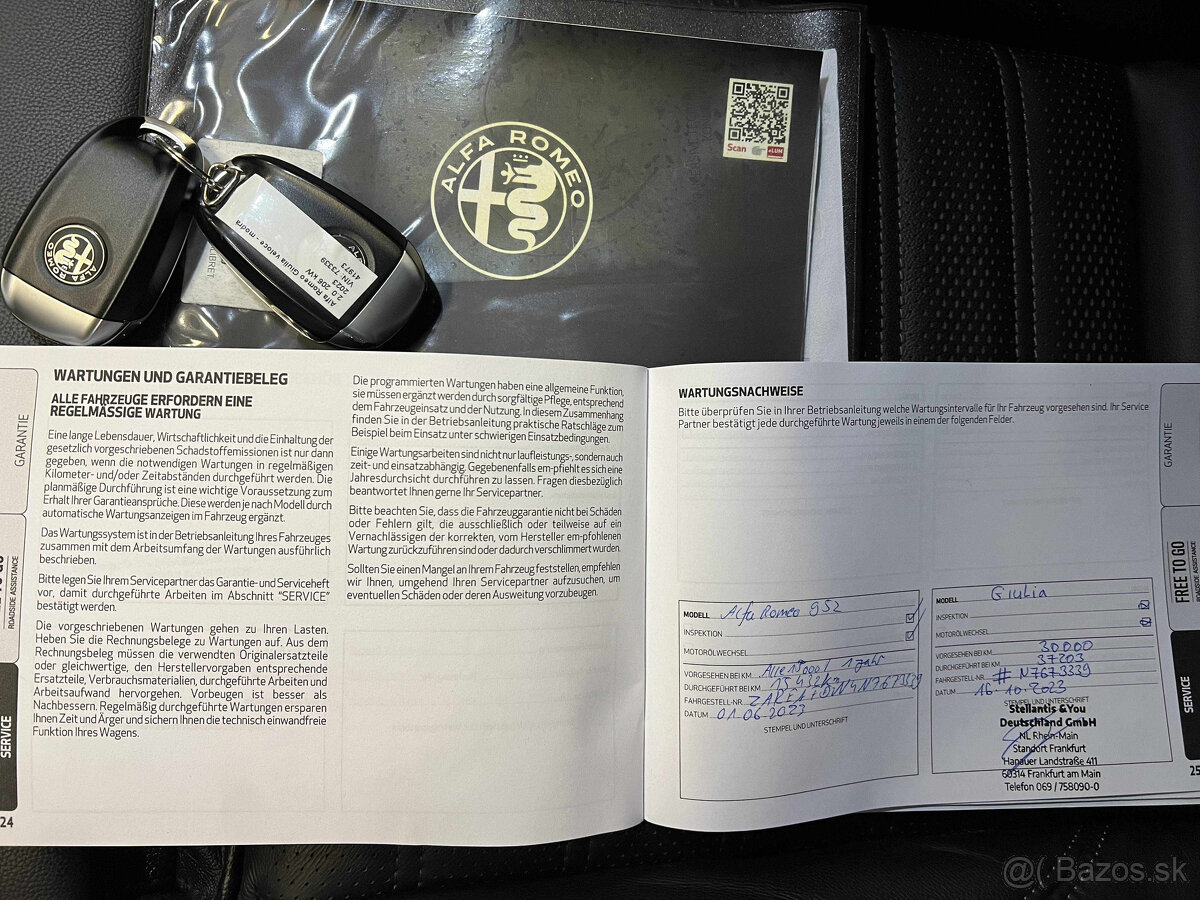 ALFA ROMEO
Scan
eLUM
ALFA ROMEO
LIBRET
Alfa Romeo Giulia Veloce - modra
2.0 206 kW
2023
VIN: 73339
41973
GARANTIE
ROADSIDE ASSISTANCE
SERVICE
24
WARTUNGEN UND GARANTIEBELEG
ALLE FAHRZEUGE ERFORDERN EINE
REGELMÄSSIGE WARTUNG
Eine lange Lebensdauer, Wirtschaftlichkeit und die Einhaltung der
gesetzlich vorgeschriebenen Schadstoffemissionen ist nur dann
gegeben, wenn die notwendigen Wartungen in regelmäßigen
Kilometer- und/oder Zeitabständen durchgeführt werden. Die
planmäßige Durchführung ist eine wichtige Voraussetzung zum
Erhalt Ihrer Garantieansprüche. Diese werden je nach Modell durch
automatische Wartungsanzeigen im Fahrzeug ergänzt.
Das Wartungssystem ist in der Betriebsanleitung Ihres Fahrzeuges
zusammen mit dem Arbeitsumfang der Wartungen ausführlich
beschrieben.
Bitte legen Sie Ihrem Servicepartner das Garantie- und Serviceheft
vor, damit durchgeführte Arbeiten im Abschnitt “SERVICE”
bestätigt werden.
Die vorgeschriebenen Wartungen gehen zu Ihren Lasten.
Heben Sie die Rechnungsbelege zu Wartungen auf. Aus dem
Rechnungsbeleg müssen die verwendeten Originalersatzteile
oder gleichwertige, den Herstellervorgaben entsprechende
Ersatzteile, Verbrauchsmaterialien, durchgeführte Arbeiten und
Arbeitsaufwand hervorgehen. Vorbeugen ist besser als
Nachbessern. Regelmäßig durchgeführte Wartungen ersparen
Ihnen Zeit und Ärger und sichern Ihnen die technisch einwandfreie
Funktion Ihres Wagens.
Die programmierten Wartungen haben eine allgemeine Funktion,
sie müssen ergänzt werden durch sorgfältige Pflege, entsprechend
dem Fahrzeugeinsatz und der Nutzung. In diesem Zusammenhang
finden Sie in der Betriebsanleitung praktische Ratschläge zum
Beispiel beim Einsatz unter schwierigen Einsatzbedingungen.
Einige Wartungsarbeiten sind nicht nur laufleistungs-, sondern auch
zeit- und einsatzabhängig. Gegebenenfalls em-pfiehlt es sich eine
Jahresdurchsicht durchführen zu lassen. Fragen diesbezüglich
beantwortet Ihnen gerne Ihr Servicepartner.
Bitte beachten Sie, dass die Fahrzeuggarantie nicht bei Schäden
oder Fehlern gilt, die ausschließlich oder teilweise auf ein
Vernachlässigen der korrekten, vom Hersteller em-pfohlenen
Wartung zurückzuführen sind oder dadurch verschlimmert wurden.
Sollten Sie einen Mangel an Ihrem Fahrzeug feststellen, empfehlen
wir Ihnen, umgehend Ihren Servicepartner aufzusuchen, um
eventuellen Schäden oder deren Ausweitung vorzubeugen.
WARTUNGSNACHWEISE
Bitte überprüfen Sie in Ihrer Betriebsanleitung welche Wartungsintervalle für Ihr Fahrzeug vorgesehen sind. Ihr Service
Partner bestätigt jede durchgeführte Wartung jeweils in einem der folgenden Felder.
MODELL Alfa Romeo 952
INSPEKTION
MOTORÖLWECHSEL
VORGESEHEN BEI KM Alle 15000 / 1 Jahr
DURCHGEFÜHRT BEI KM
FAHRGESTELL-NR.
DATUM 01.06.2023
STEMPEL UND UNTERSCHRIFT
MODELL Giulia
INSPEKTION
MOTORÖLWECHSEL
VORGESEHEN BEI KM 30000
DURCHGEFÜHRT BEI KM 37203
FAHRGESTELL-NR. # N7673339
DATUM 16.10.2023
STEMPEL UND UNTERSCHRIFT
Stellantis &You
Deutschland GmbH
NL Rhein-Main
Standort Frankfurt
Hanauer Landstraße 411
60314 Frankfurt am Main
Telefon 069 / 758090-0
GARANTIE
FREE TO GO
ROADSIDE ASSISTANCE
SERVICE
25
@( Bazos.sk